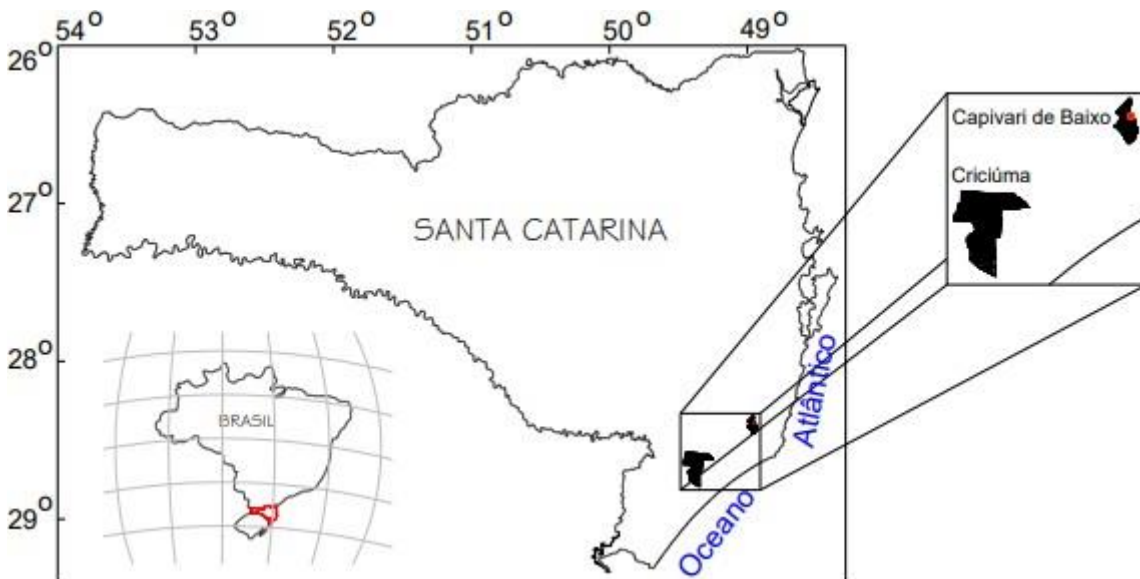 54° 53° 52° 51° 50° 49°
26°
27°
28°
29°
SANTA CATARINA
BRASIL
Oceano Atlântico
Capivari de Baixo
Criciúma